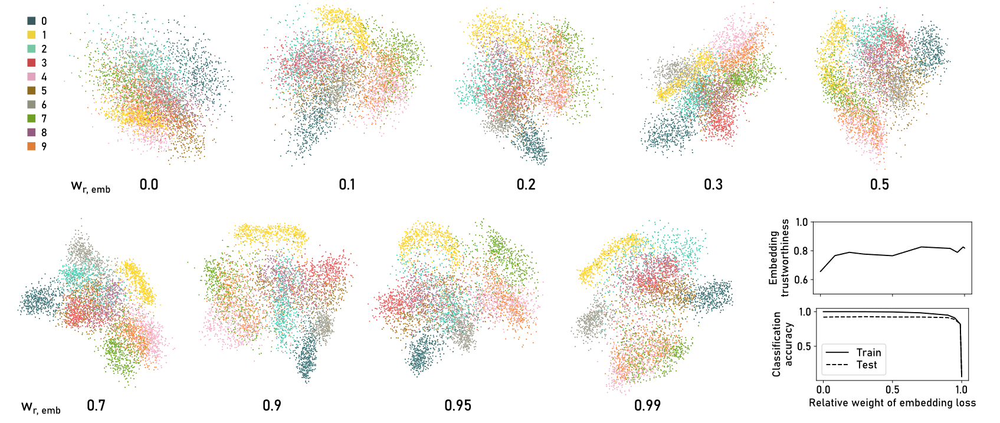 0
1
2
3
4
5
6
7
8
9
w r, emb 0.0 0.1 0.2 0.3 0.5
w r, emb 0.7 0.9 0.95 0.99
Embedding
trustworthiness
1.0
0.8
0.6
Classification
accuracy
1.0
0.5
Train
Test
0.0 0.5 1.0
Relative weight of embedding loss